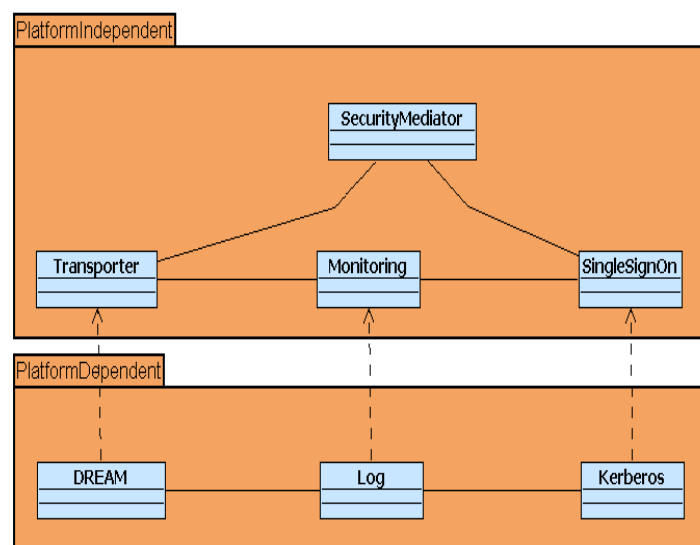 PlatformIndependent
SecurityMediator
Transporter
Monitoring
SingleSignOn
PlatformDependent
DREAM
Log
Kerberos